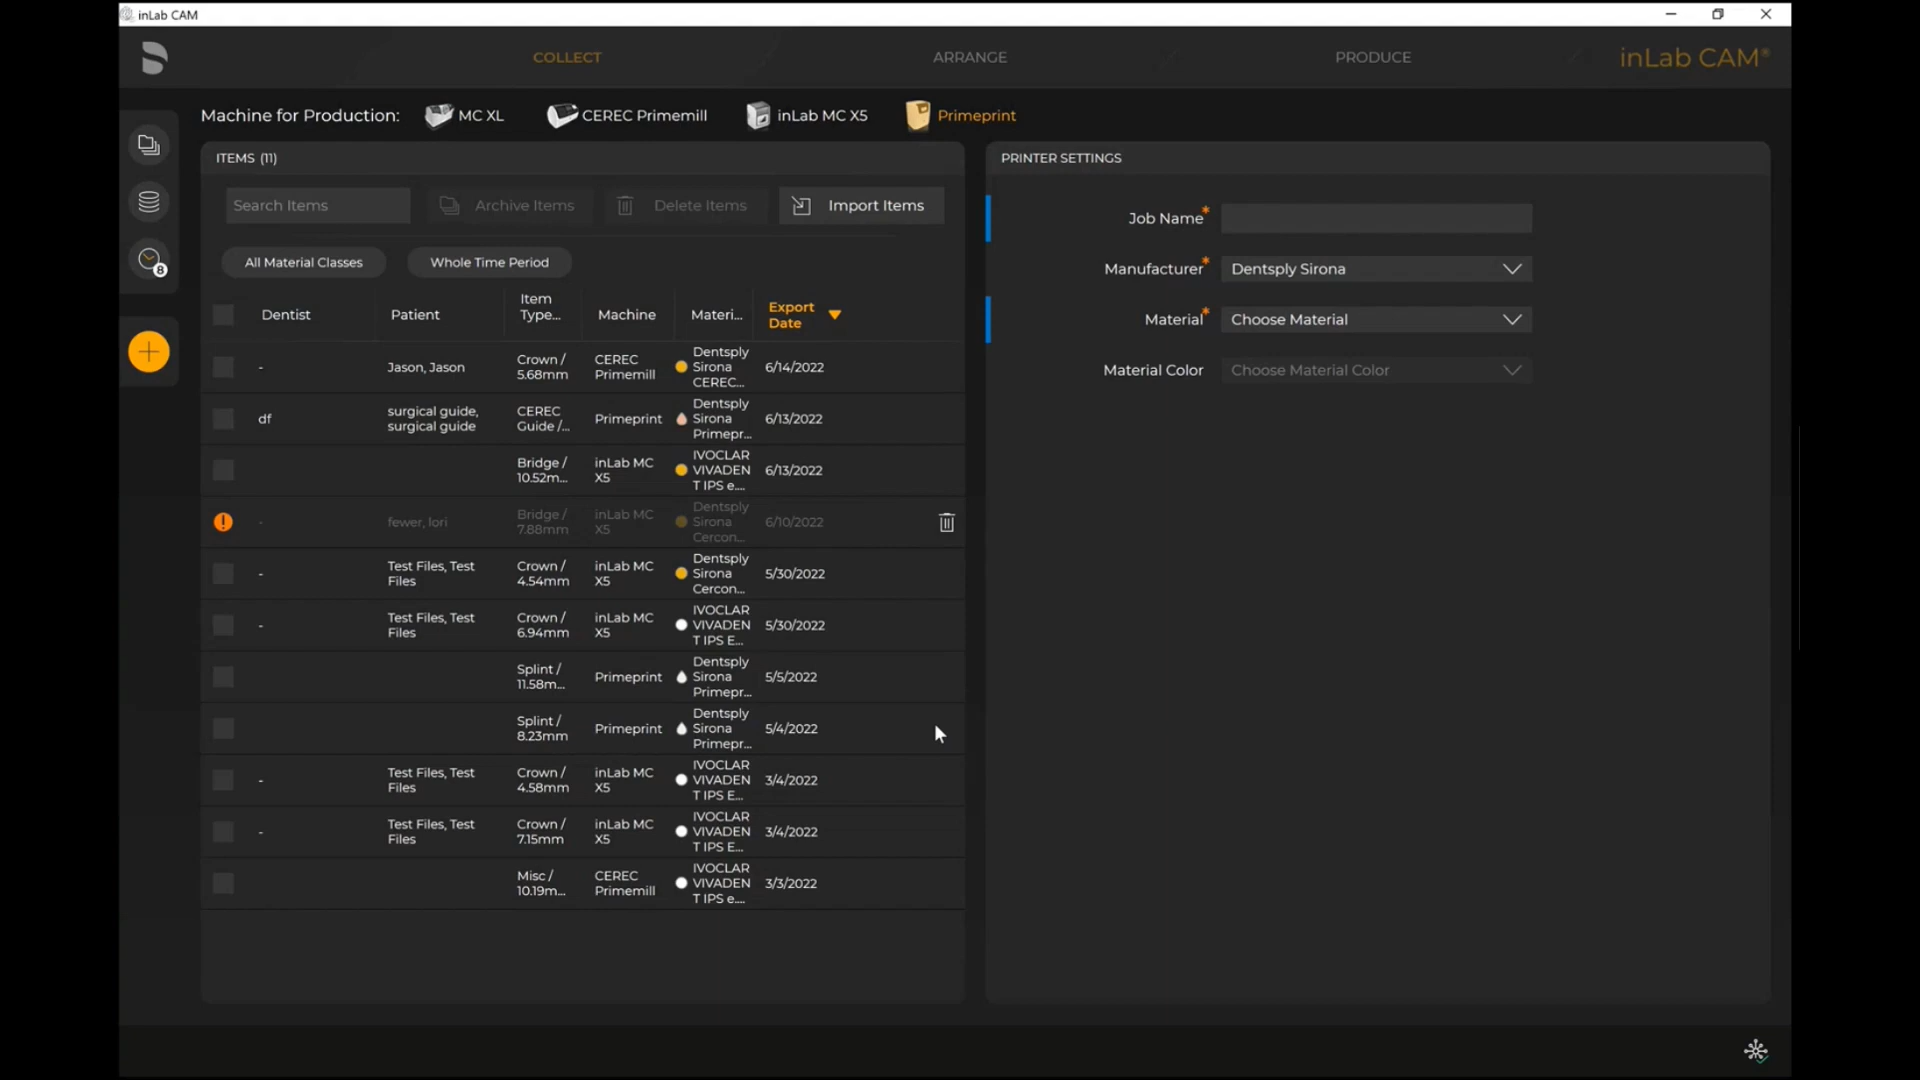 inLab CAM
COLLECT
ARRANGE
PRODUCE
inLab CAM®
Machine for Production:
MC XL
CEREC Primemill
inLab MC X5
Primeprint
ITEMS (11)
Search Items
Archive Items
Delete Items
Import Items
All Material Classes
Whole Time Period
8
Dentist
Patient
Item
Type...
Machine
Materi...
Export
Date
-
Jason, Jason
Crown /
5.68mm
CEREC
Primemill
Dentsply
Sirona
CEREC...
6/14/2022
df
surgical guide,
surgical guide
CEREC
Guide /...
Primeprint
Dentsply
Sirona
Primepr...
6/13/2022
Bridge /
10.52m...
inLab MC
X5
IVOCLAR
VIVADEN
T IPS e....
6/13/2022
-
fewer, lori
Bridge /
7.88mm
inLab MC
X5
Dentsply
Sirona
Cercon...
6/10/2022
-
Test Files, Test
Files
Crown /
4.54mm
inLab MC
X5
Dentsply
Sirona
Cercon...
5/30/2022
-
Test Files, Test
Files
Crown /
6.94mm
inLab MC
X5
IVOCLAR
VIVADEN
T IPS E...
5/30/2022
Splint /
11.58m...
Primeprint
Dentsply
Sirona
Primepr...
5/5/2022
Splint /
8.23mm
Primeprint
Dentsply
Sirona
Primepr...
5/4/2022
-
Test Files, Test
Files
Crown /
4.58mm
inLab MC
X5
IVOCLAR
VIVADEN
T IPS E...
3/4/2022
-
Test Files, Test
Files
Crown /
7.15mm
inLab MC
X5
IVOCLAR
VIVADEN
T IPS E...
3/4/2022
Misc /
10.19m...
CEREC
Primemill
IVOCLAR
VIVADEN
T IPS e....
3/3/2022
PRINTER SETTINGS
Job Name*
Manufacturer*
Dentsply Sirona
Material*
Choose Material
Material Color
Choose Material Color